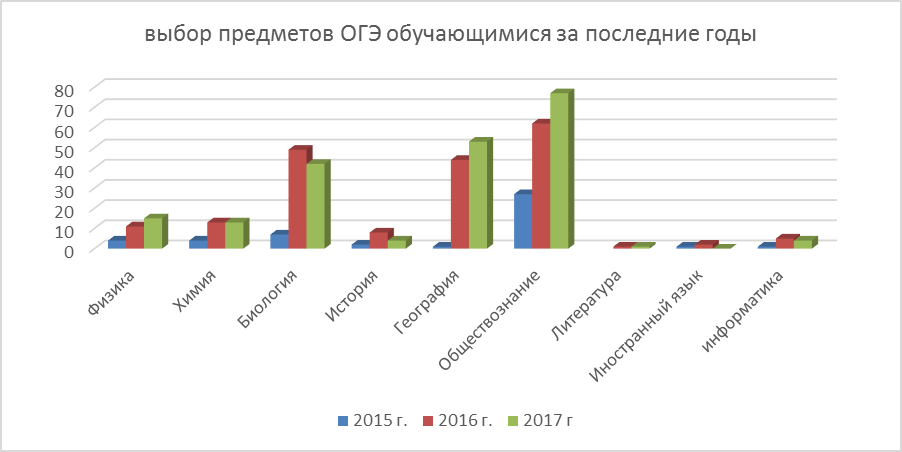 выбор предметов ОГЭ обучающимися за последние годы
80
70
60
50
40
30
20
10
0
Физика
Химия
Биология
История
География
Обществознание
Литература
Иностранный язык
информатика
2015 г. 2016 г. 2017 г